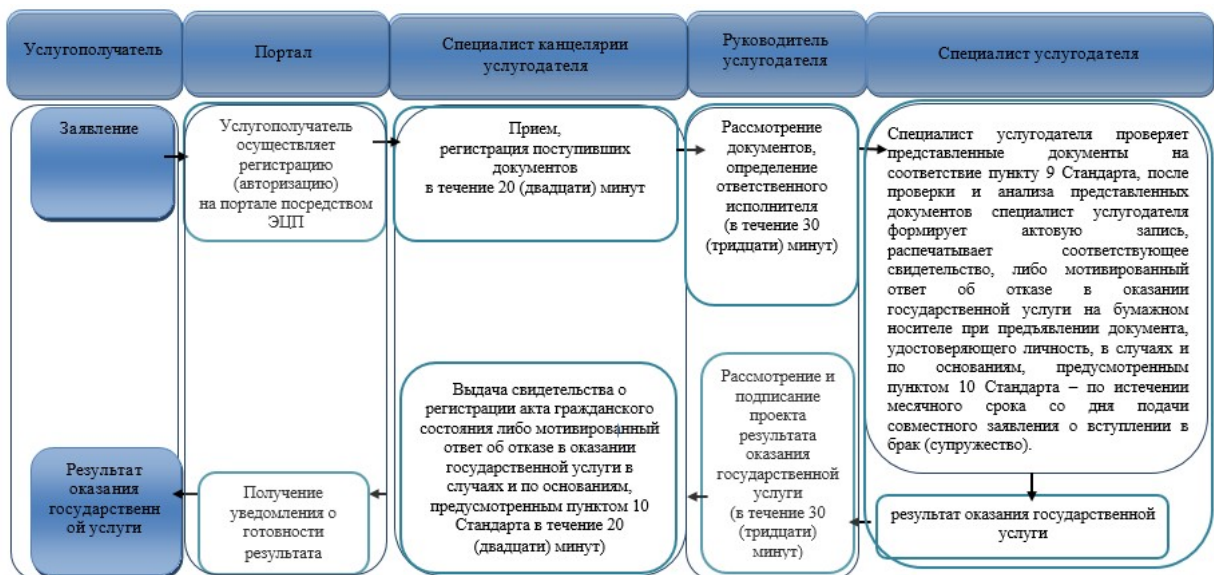 Услугополучатель
Портал
Специалист канцелярии
услугодателя
Руководитель
услугодателя
Специалист услугодателя
Заявление
Услугополучатель
осуществляет
регистрацию
(авторизацию)
на портале посредством
ЭЦП
Прием,
регистрация поступивших
документов
в течение 20 (двадцати) минут
Рассмотрение
документов,
определение
ответственного
исполнителя
(в течение 30
(тридцати) минут)
Специалист услугодателя проверяет
представленные документы на
соответствие пункту 9 Стандарта, после
проверки и анализа представленных
документов специалист услугодателя
формирует актовую запись,
распечатывает соответствующее
свидетельство, либо мотивированный
ответ об отказе в оказании
государственной услуги на бумажном
носителе при предъявлении документа,
удостоверяющего личность, в случаях и
по основаниям, предусмотренным
пунктом 10 Стандарта – по истечении
месячного срока со дня подачи
совместного заявления о вступлении в
брак (супружество).
результат оказания государственной
услуги
Рассмотрение и
подписание
проекта
результата
оказания
государственной
услуги
(в течение 30
(тридцати)
минут)
Выдача свидетельства о
регистрации акта гражданского
состояния либо мотивированный
ответ об отказе в оказании
государственной услуги в
случаях и по основаниям,
предусмотренным пунктом 10
Стандарта в течение 20
(двадцати) минут)
Получение
уведомления о
готовности
результата
Результат
оказания
государственн
ой услуги